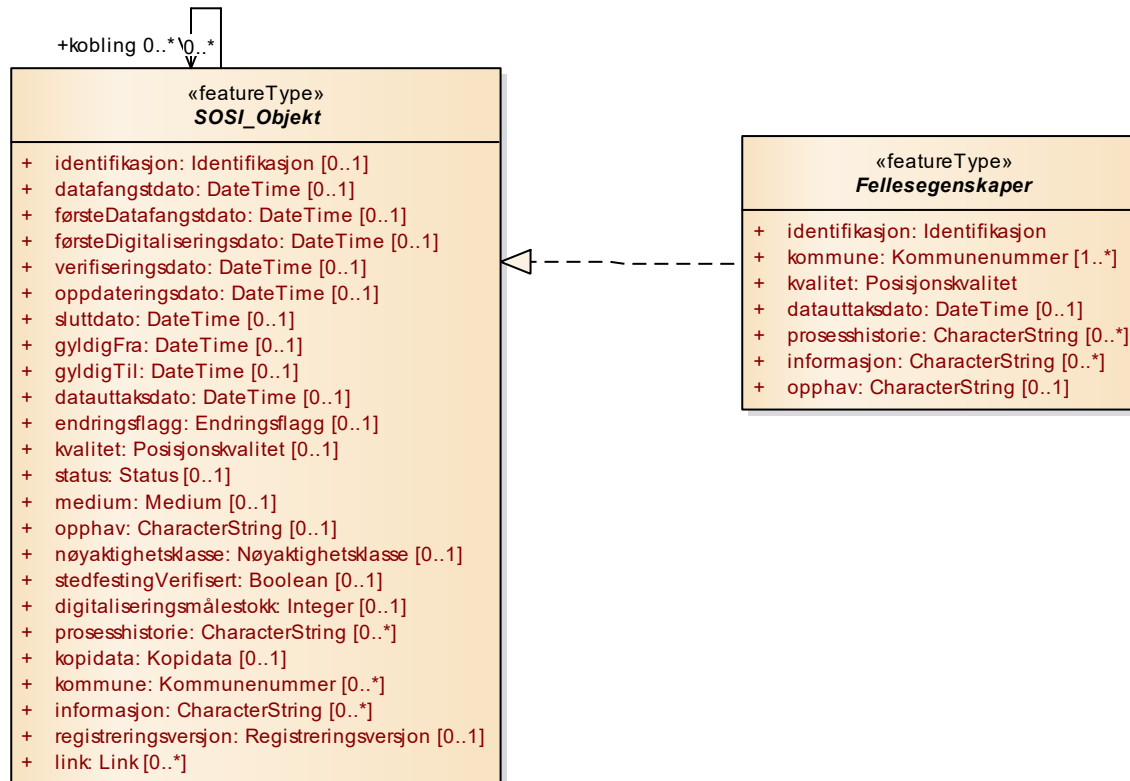 +kobling 0..* 0..*
«featureType»
SOSI_Objekt
+ identifikasjon: Identifikasjon [0..1]
+ datafangstdato: DateTime [0..1]
+ førsteDatafangstdato: DateTime [0..1]
+ førsteDigitaliseringsdato: DateTime [0..1]
+ verifiseringsdato: DateTime [0..1]
+ oppdateringsdato: DateTime [0..1]
+ sluttdato: DateTime [0..1]
+ gyldigFra: DateTime [0..1]
+ gyldigTil: DateTime [0..1]
+ datauttaksdato: DateTime [0..1]
+ endringsflagg: Endringsflagg [0..1]
+ kvalitet: Posisjonskvalitet [0..1]
+ status: Status [0..1]
+ medium: Medium [0..1]
+ opphav: CharacterString [0..1]
+ nøyaktighetsklasse: Nøyaktighetsklasse [0..1]
+ stedfestingVerifisert: Boolean [0..1]
+ digitaliseringsmålestokk: Integer [0..1]
+ prosesshistorie: CharacterString [0..*]
+ kopidata: Kopidata [0..1]
+ kommune: Kommunenummer [0..*]
+ informasjon: CharacterString [0..*]
+ registreringsversjon: Registreringsversjon [0..1]
+ link: Link [0..*]
«featureType»
Fellesegenskaper
+ identifikasjon: Identifikasjon
+ kommune: Kommunenummer [1..*]
+ kvalitet: Posisjonskvalitet
+ datauttaksdato: DateTime [0..1]
+ prosesshistorie: CharacterString [0..*]
+ informasjon: CharacterString [0..*]
+ opphav: CharacterString [0..1]